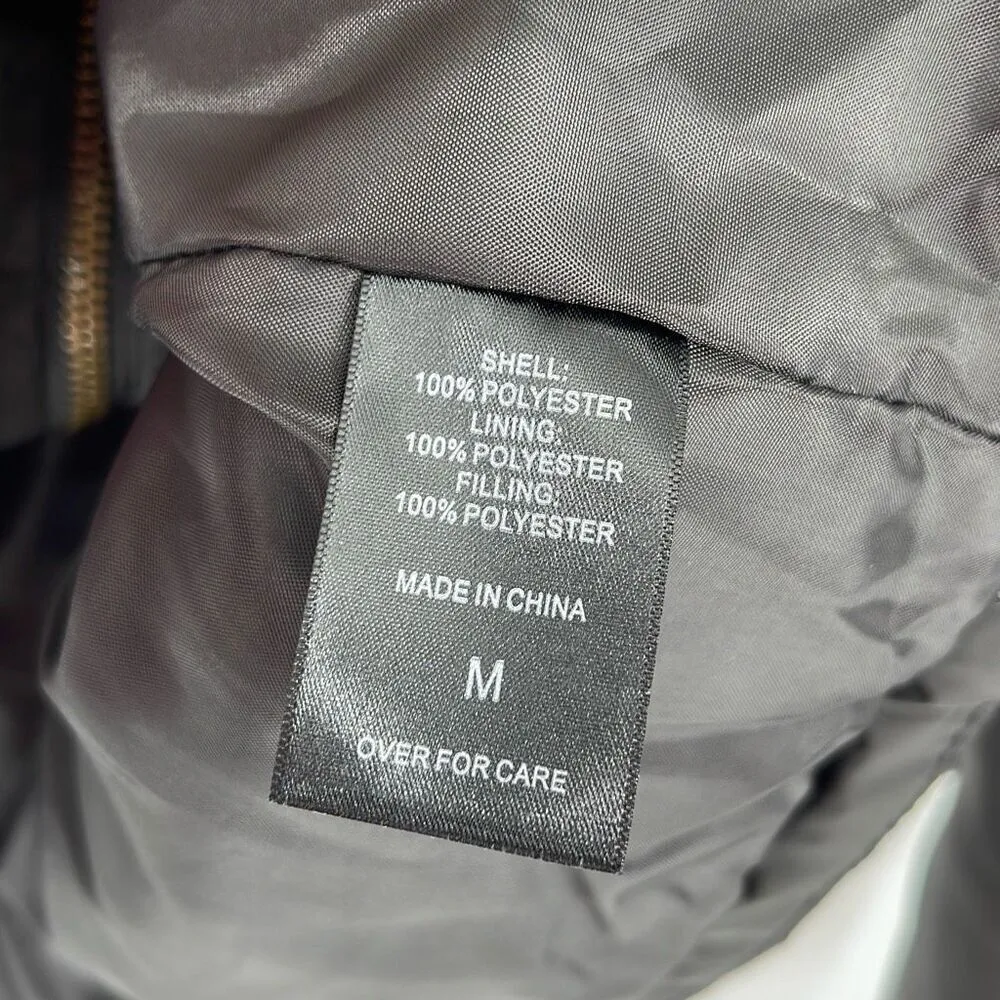 SHELL:
100% POLYESTER
LINING:
100% POLYESTER
FILLING:
100% POLYESTER
MADE IN CHINA
M
OVER FOR CARE